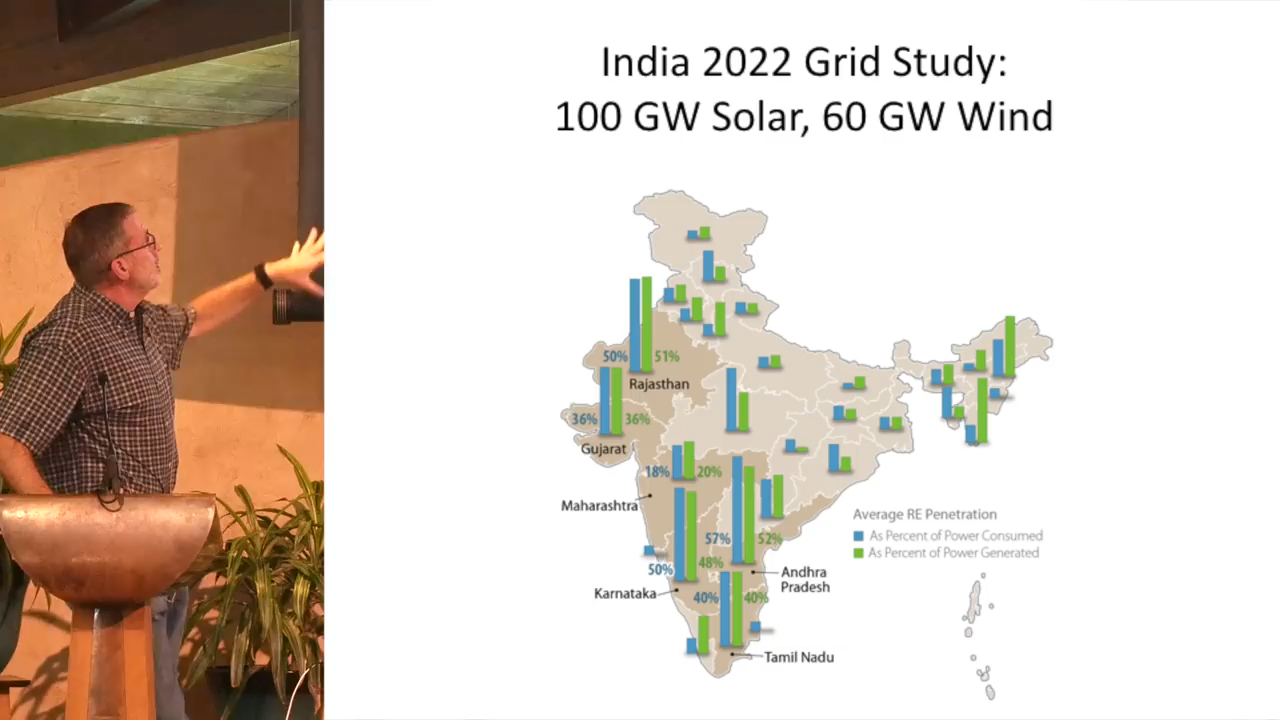 India 2022 Grid Study:
100 GW Solar, 60 GW Wind
50% 51%
Rajasthan
36% 36%
Gujarat
18% 20%
Maharashtra
57% 52%
48%
50%
Karnataka
40% 40%
Andhra
Pradesh
Tamil Nadu
Average RE Penetration
As Percent of Power Consumed
As Percent of Power Generated